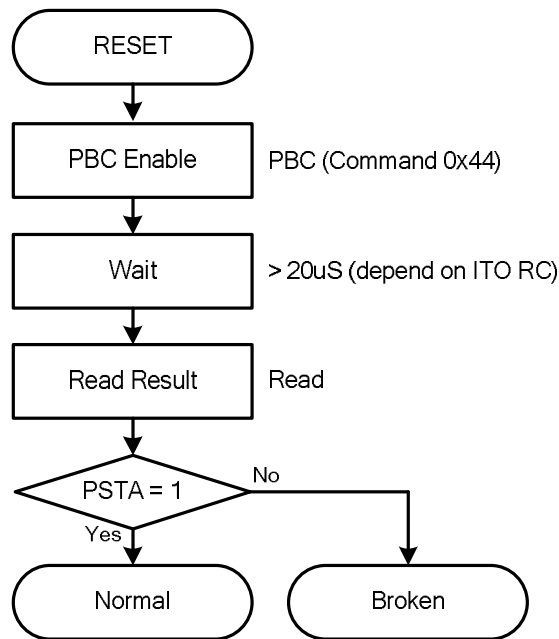 RESET
PBC Enable
PBC (Command 0x44)
Wait
> 20uS (depend on ITO RC)
Read Result
Read
PSTA = 1
No
Yes
Normal
Broken